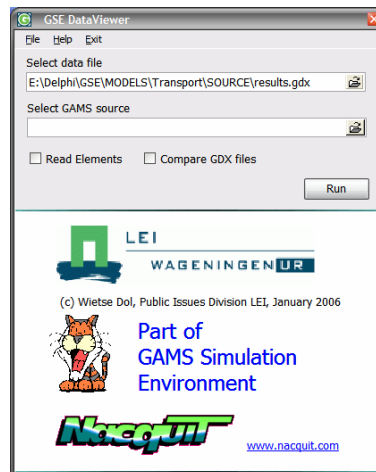 GSE DataViewer
File Help Exit
Select data file
E:\Delphi\GSE\MODELS\Transport\SOURCE\results.gdx
Select GAMS source
Read Elements Compare GDX files
Run
LEI
WAGENINGEN UR
(c) Wietse Dol, Public Issues Division LEI, January 2006
Part of
GAMS Simulation
Environment
Nacquit
www.nacquit.com